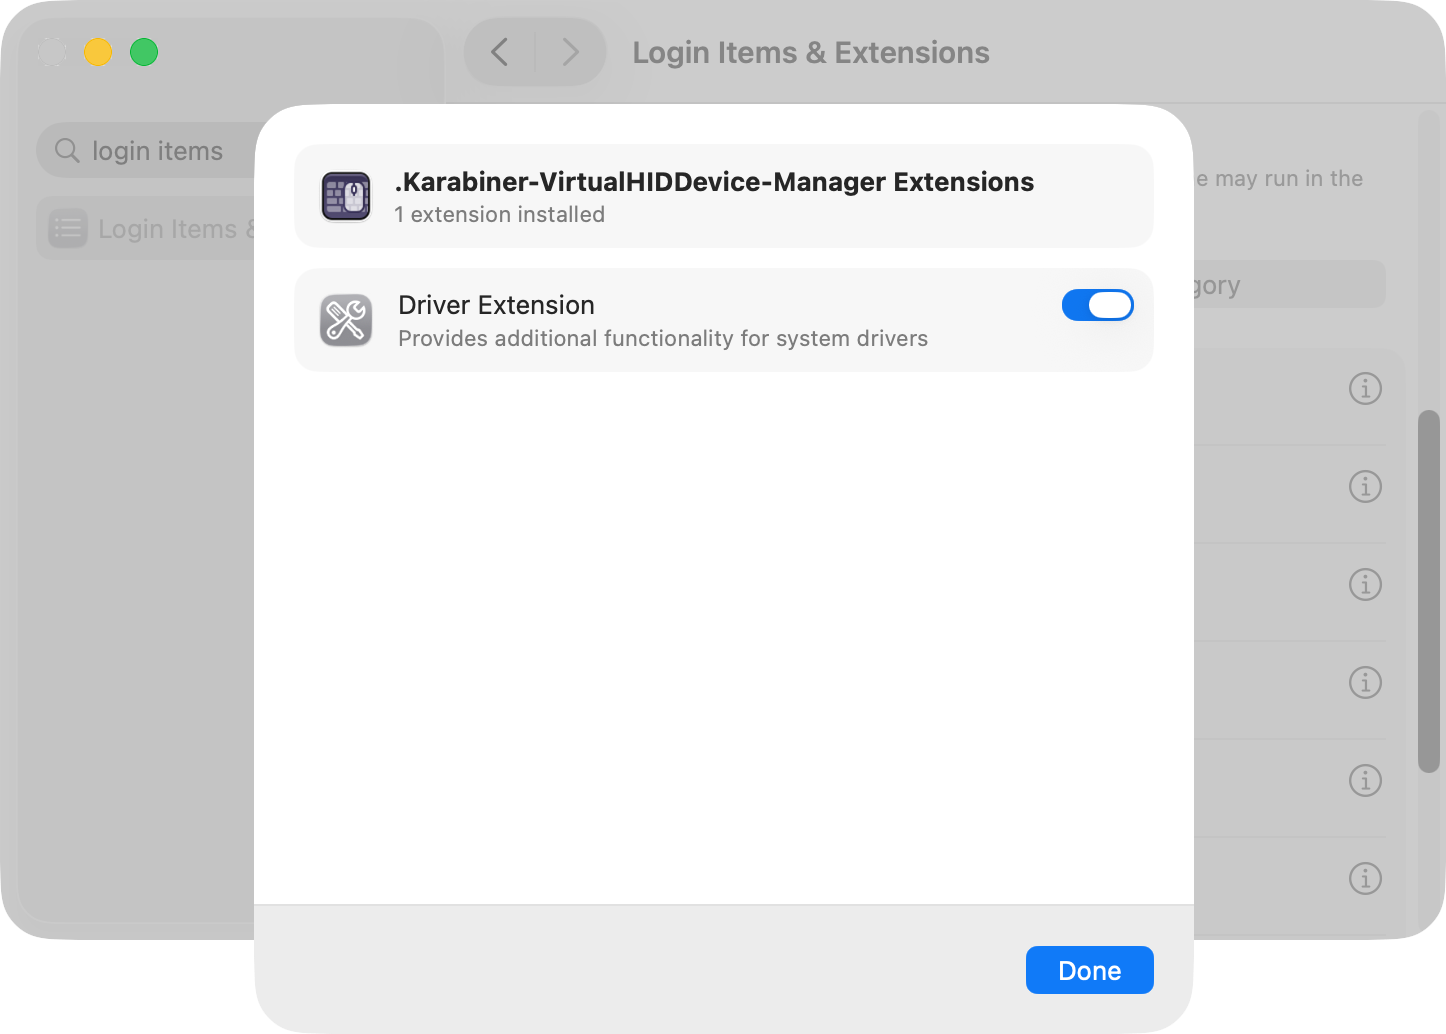 Login Items & Extensions
login items
Login Items &
e may run in the
gory
.Karabiner-VirtualHIDDevice-Manager Extensions
1 extension installed
Driver Extension
Provides additional functionality for system drivers
Done